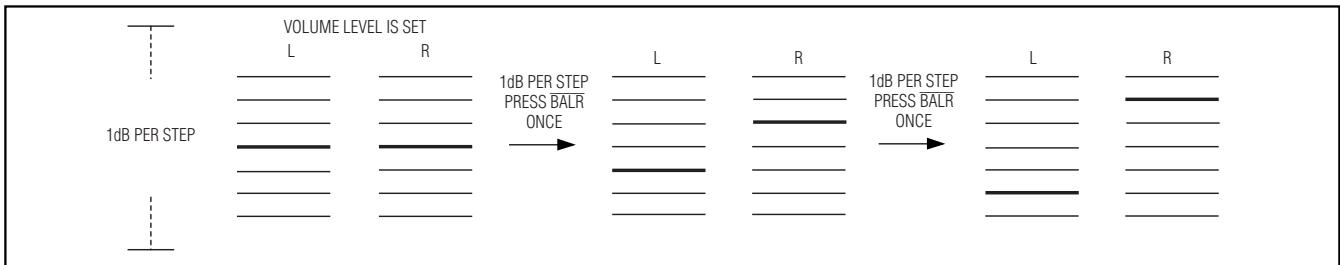 VOLUME LEVEL IS SET
L R
1dB PER STEP
1dB PER STEP
PRESS BALR
ONCE
L R
1dB PER STEP
PRESS BALR
ONCE
L R